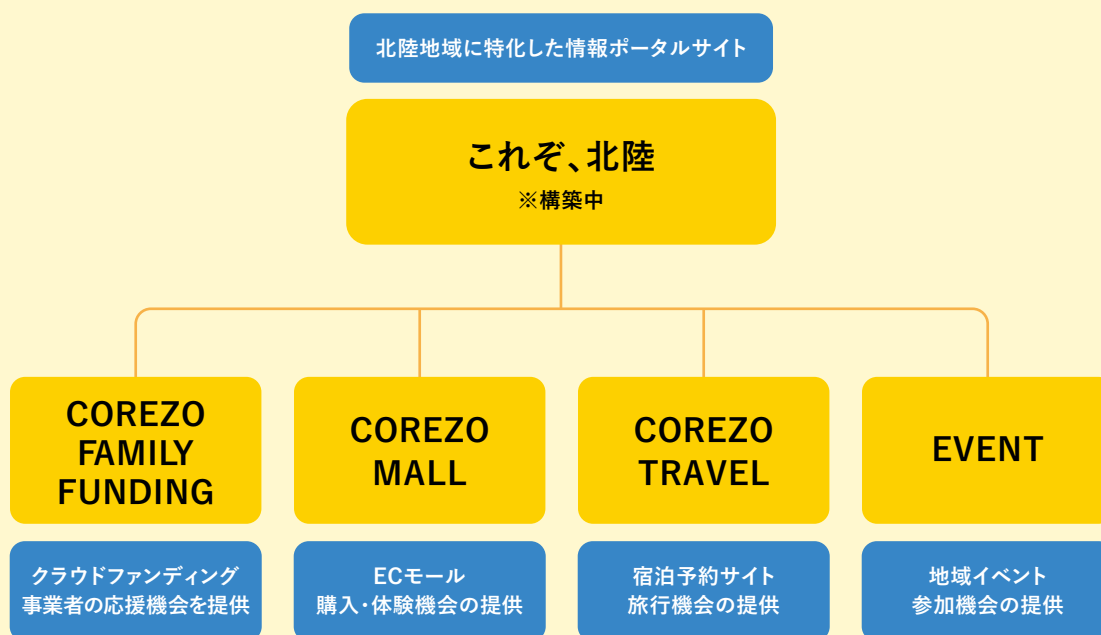 北陸地域に特化した情報ポータルサイト
これぞ、北陸
※構築中
COREZO
FAMILY
FUNDING
COREZO
MALL
COREZO
TRAVEL
EVENT
クラウドファンディング
事業者の応援機会を提供
ECモール
購入・体験機会の提供
宿泊予約サイト
旅行機会の提供
地域イベント
参加機会の提供